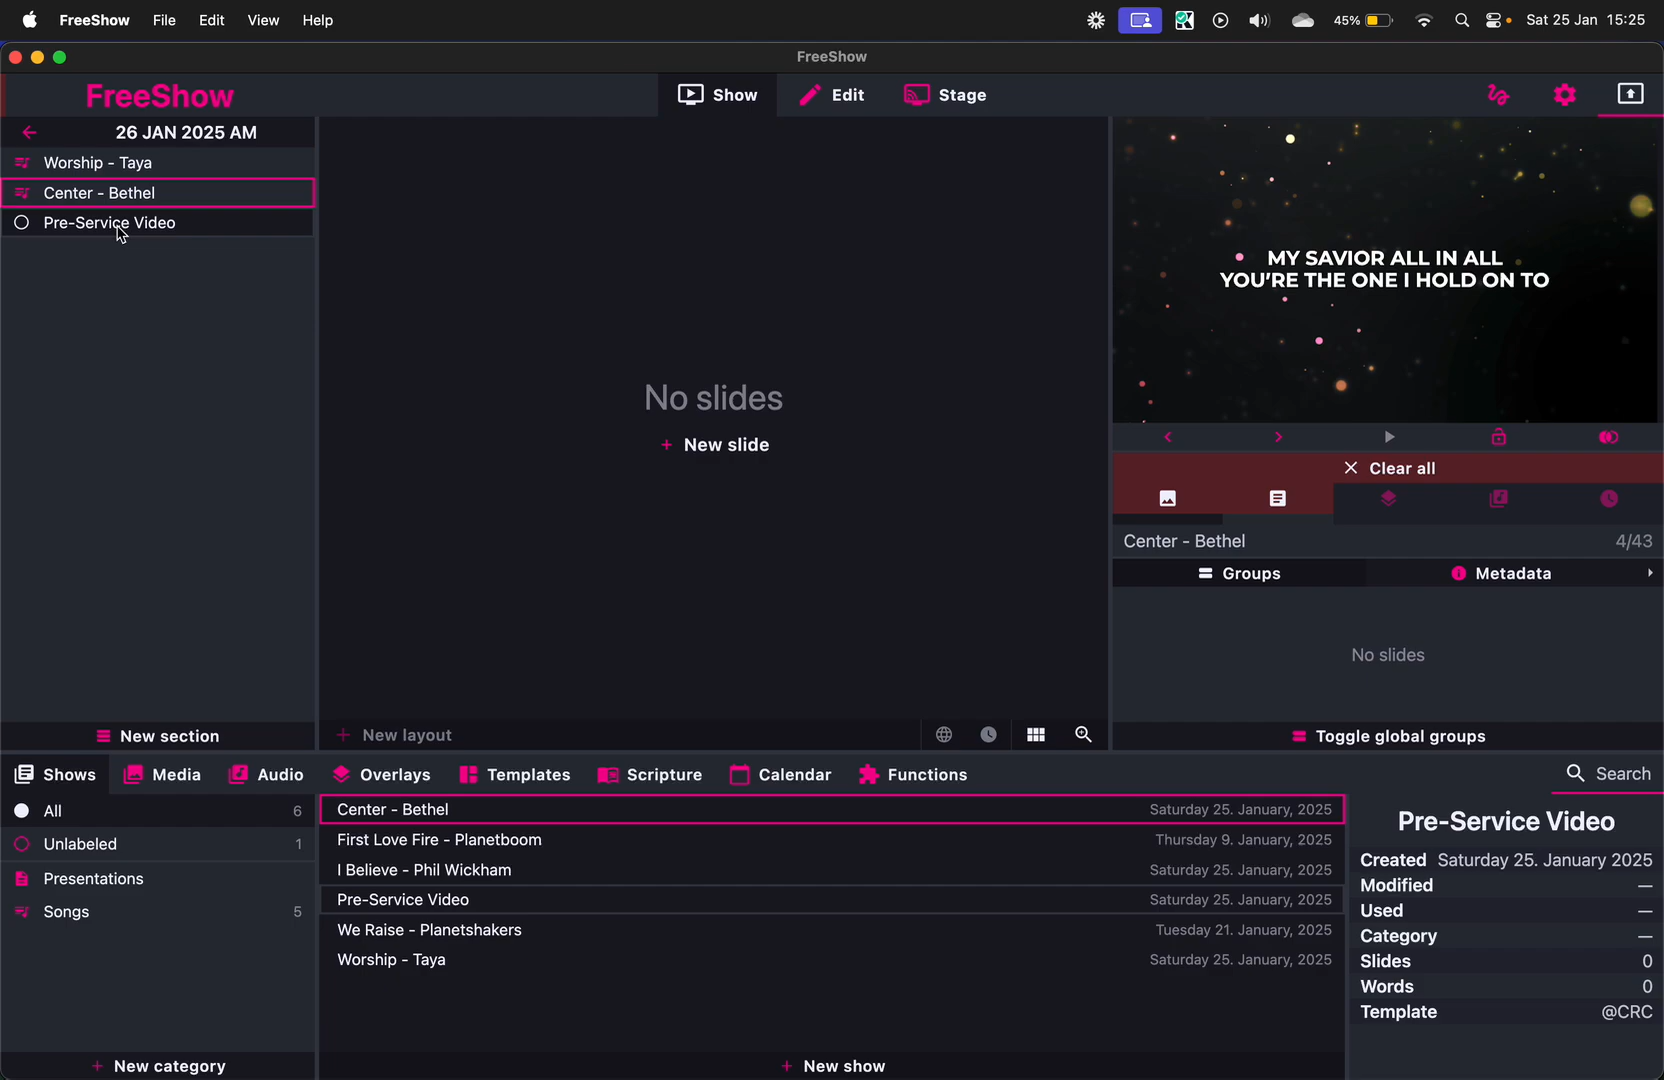 FreeShow File Edit View Help 45% Sat 25 Jan 15:25
FreeShow
FreeShow
Show Edit Stage
26 JAN 2025 AM
Worship - Taya
Center - Bethel
Pre-Service Video
New section
No slides
+ New slide
+ New layout
MY SAVIOR ALL IN ALL
YOU'RE THE ONE I HOLD ON TO
Clear all
Center - Bethel 4/43
Groups Metadata
No slides
Toggle global groups
Shows Media Audio Overlays Templates Scripture Calendar Functions Search
All 6
Unlabeled 1
Presentations
Songs 5
+ New category
Center - Bethel Saturday 25. January, 2025
First Love Fire - Planetboom Thursday 9. January, 2025
I Believe - Phil Wickham Saturday 25. January, 2025
Pre-Service Video Saturday 25. January, 2025
We Raise - Planetshakers Tuesday 21. January, 2025
Worship - Taya Saturday 25. January, 2025
+ New show
Pre-Service Video
Created Saturday 25. January 2025
Modified —
Used —
Category —
Slides 0
Words 0
Template @CRC